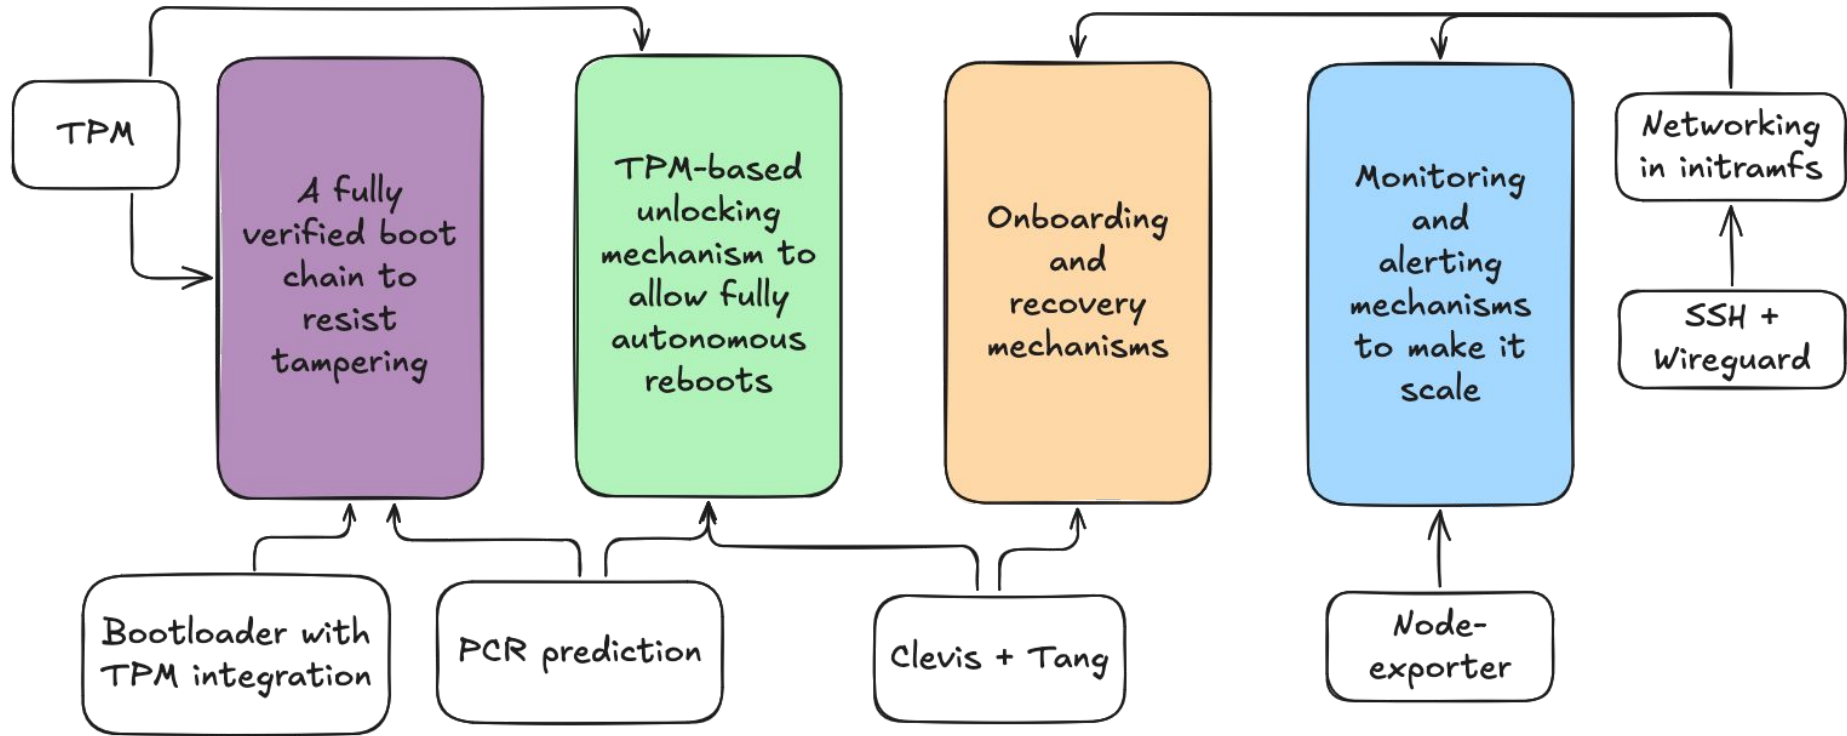 TPM
A fully
verified boot
chain to
resist
tampering
TPM-based
unlocking
mechanism to
allow fully
autonomous
reboots
Onboarding
and
recovery
mechanisms
Monitoring
and
alerting
mechanisms
to make it
scale
Networking
in initramfs
SSH +
Wireguard
Bootloader with
TPM integration
PCR prediction
Clevis + Tang
Node-
exporter